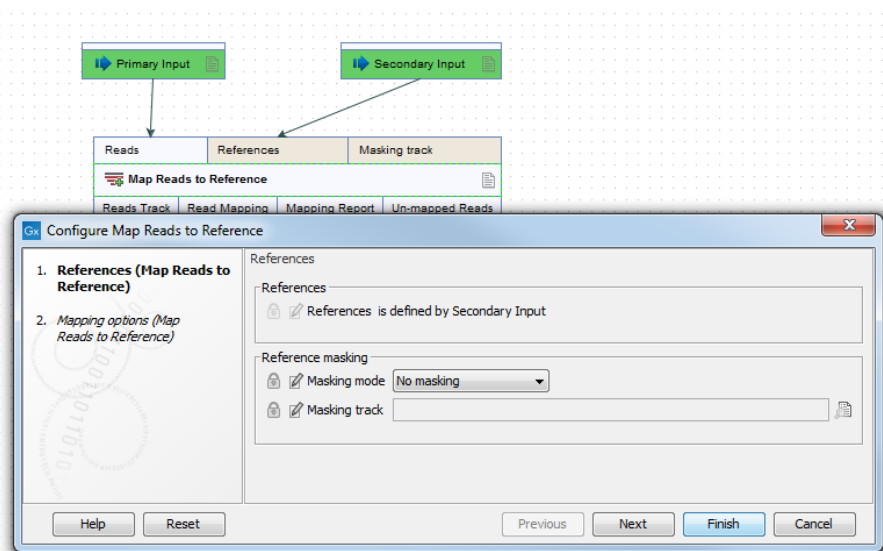 Primary Input
Secondary Input
Reads
References
Masking track
Map Reads to Reference
Reads Track
Read Mapping
Mapping Report
Un-mapped Reads
Gx
Configure Map Reads to Reference
1. References (Map Reads to
Reference)
2. Mapping options (Map
Reads to Reference)
References
References
References is defined by Secondary Input
Reference masking
Masking mode
No masking
Masking track
Help
Reset
Previous
Next
Finish
Cancel